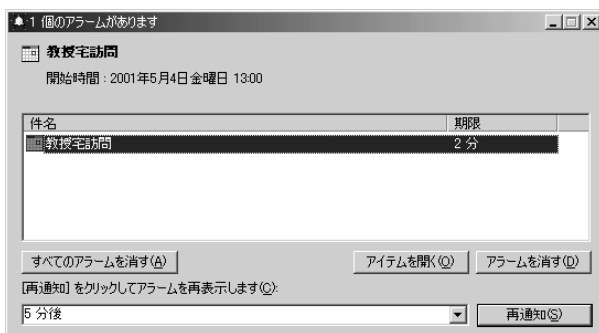 1 個のアラームがあります
教授宅訪問
開始時間 : 2001年5月4日金曜日 13:00
件名 期限
教授宅訪問 2 分
すべてのアラームを消す(A) アイテムを開く(O) アラームを消す(D)
[再通知] をクリックしてアラームを再表示します(C):
5 分後 再通知(S)